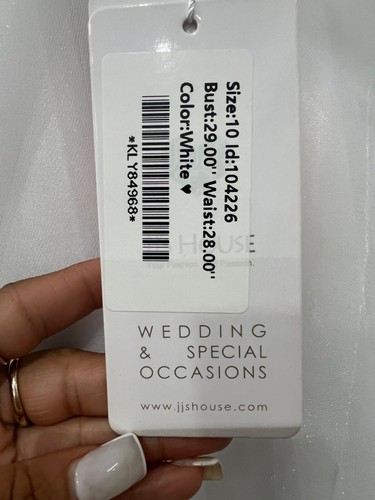 Size:10 Id:104226
Bust:29.00'' Waist:28.00''
Color:White ♥
*KLY84968*
HOUSE
WEDDING
& SPECIAL
OCCASIONS
www.jjshouse.com